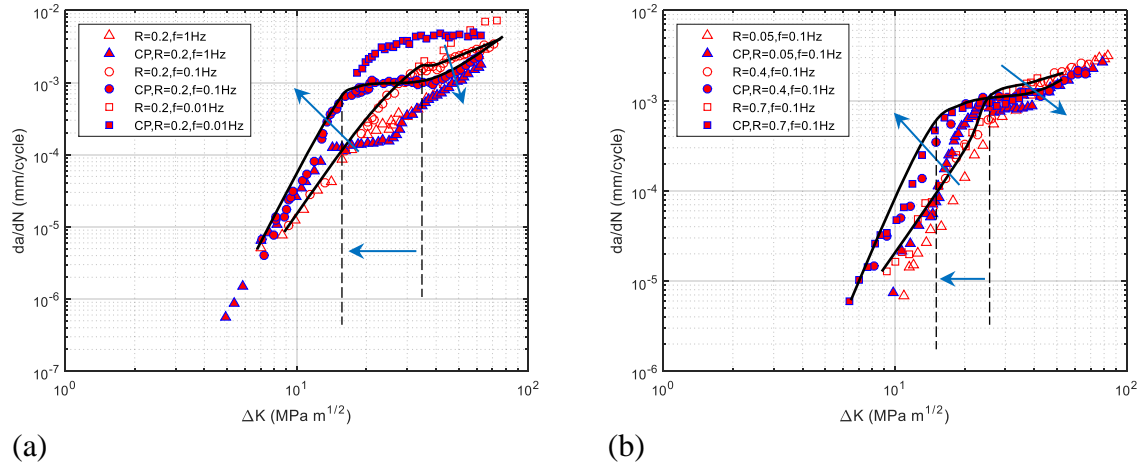 R=0.2,f=1Hz
CP,R=0.2,f=1Hz
R=0.2,f=0.1Hz
CP,R=0.2,f=0.1Hz
R=0.2,f=0.01Hz
CP,R=0.2,f=0.01Hz
10^-2
10^-3
10^-4
10^-5
10^-6
10^-7
da/dN (mm/cycle)
10^0
10^1
10^2
ΔK (MPa m^1/2)
(a)
R=0.05,f=0.1Hz
CP,R=0.05,f=0.1Hz
R=0.4,f=0.1Hz
CP,R=0.4,f=0.1Hz
R=0.7,f=0.1Hz
CP,R=0.7,f=0.1Hz
10^-2
10^-3
10^-4
10^-5
10^-6
da/dN (mm/cycle)
10^0
10^1
10^2
ΔK (MPa m^1/2)
(b)